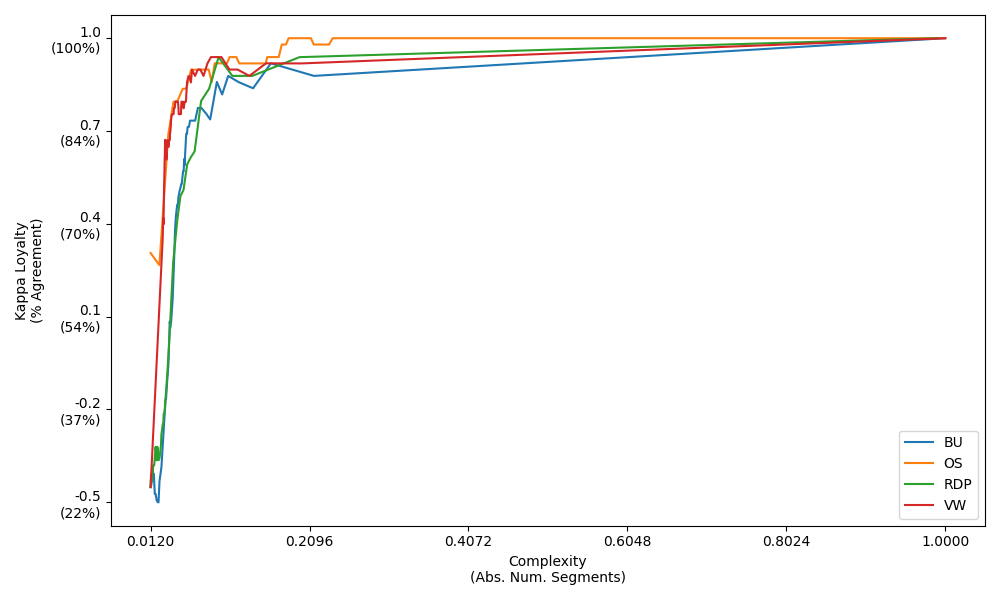 1.0
(100%)
0.7
(84%)
0.4
(70%)
0.1
(54%)
-0.2
(37%)
-0.5
(22%)
Kappa Loyalty
(% Agreement)
BU
OS
RDP
VW
0.0120 0.2096 0.4072 0.6048 0.8024 1.0000
Complexity
(Abs. Num. Segments)